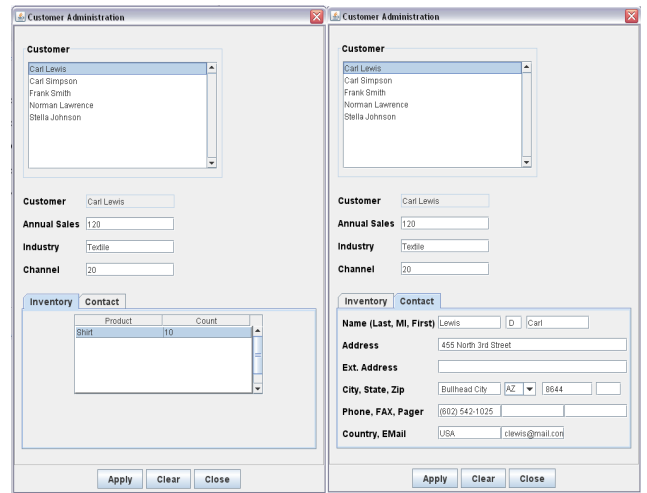 Customer Administration
Customer
Carl Lewis
Carl Simpson
Frank Smith
Norman Lawrence
Stella Johnson
Customer Carl Lewis
Annual Sales 120
Industry Textile
Channel 20
Inventory Contact
Product Count
Shirt 10
Apply Clear Close
Customer Administration
Customer
Carl Lewis
Carl Simpson
Frank Smith
Norman Lawrence
Stella Johnson
Customer Carl Lewis
Annual Sales 120
Industry Textile
Channel 20
Inventory Contact
Name (Last, MI, First) Lewis D Carl
Address 455 North 3rd Street
Ext. Address
City, State, Zip Bullhead City AZ 8644
Phone, FAX, Pager (602) 542-1025
Country, EMail USA clewis@mail.con
Apply Clear Close